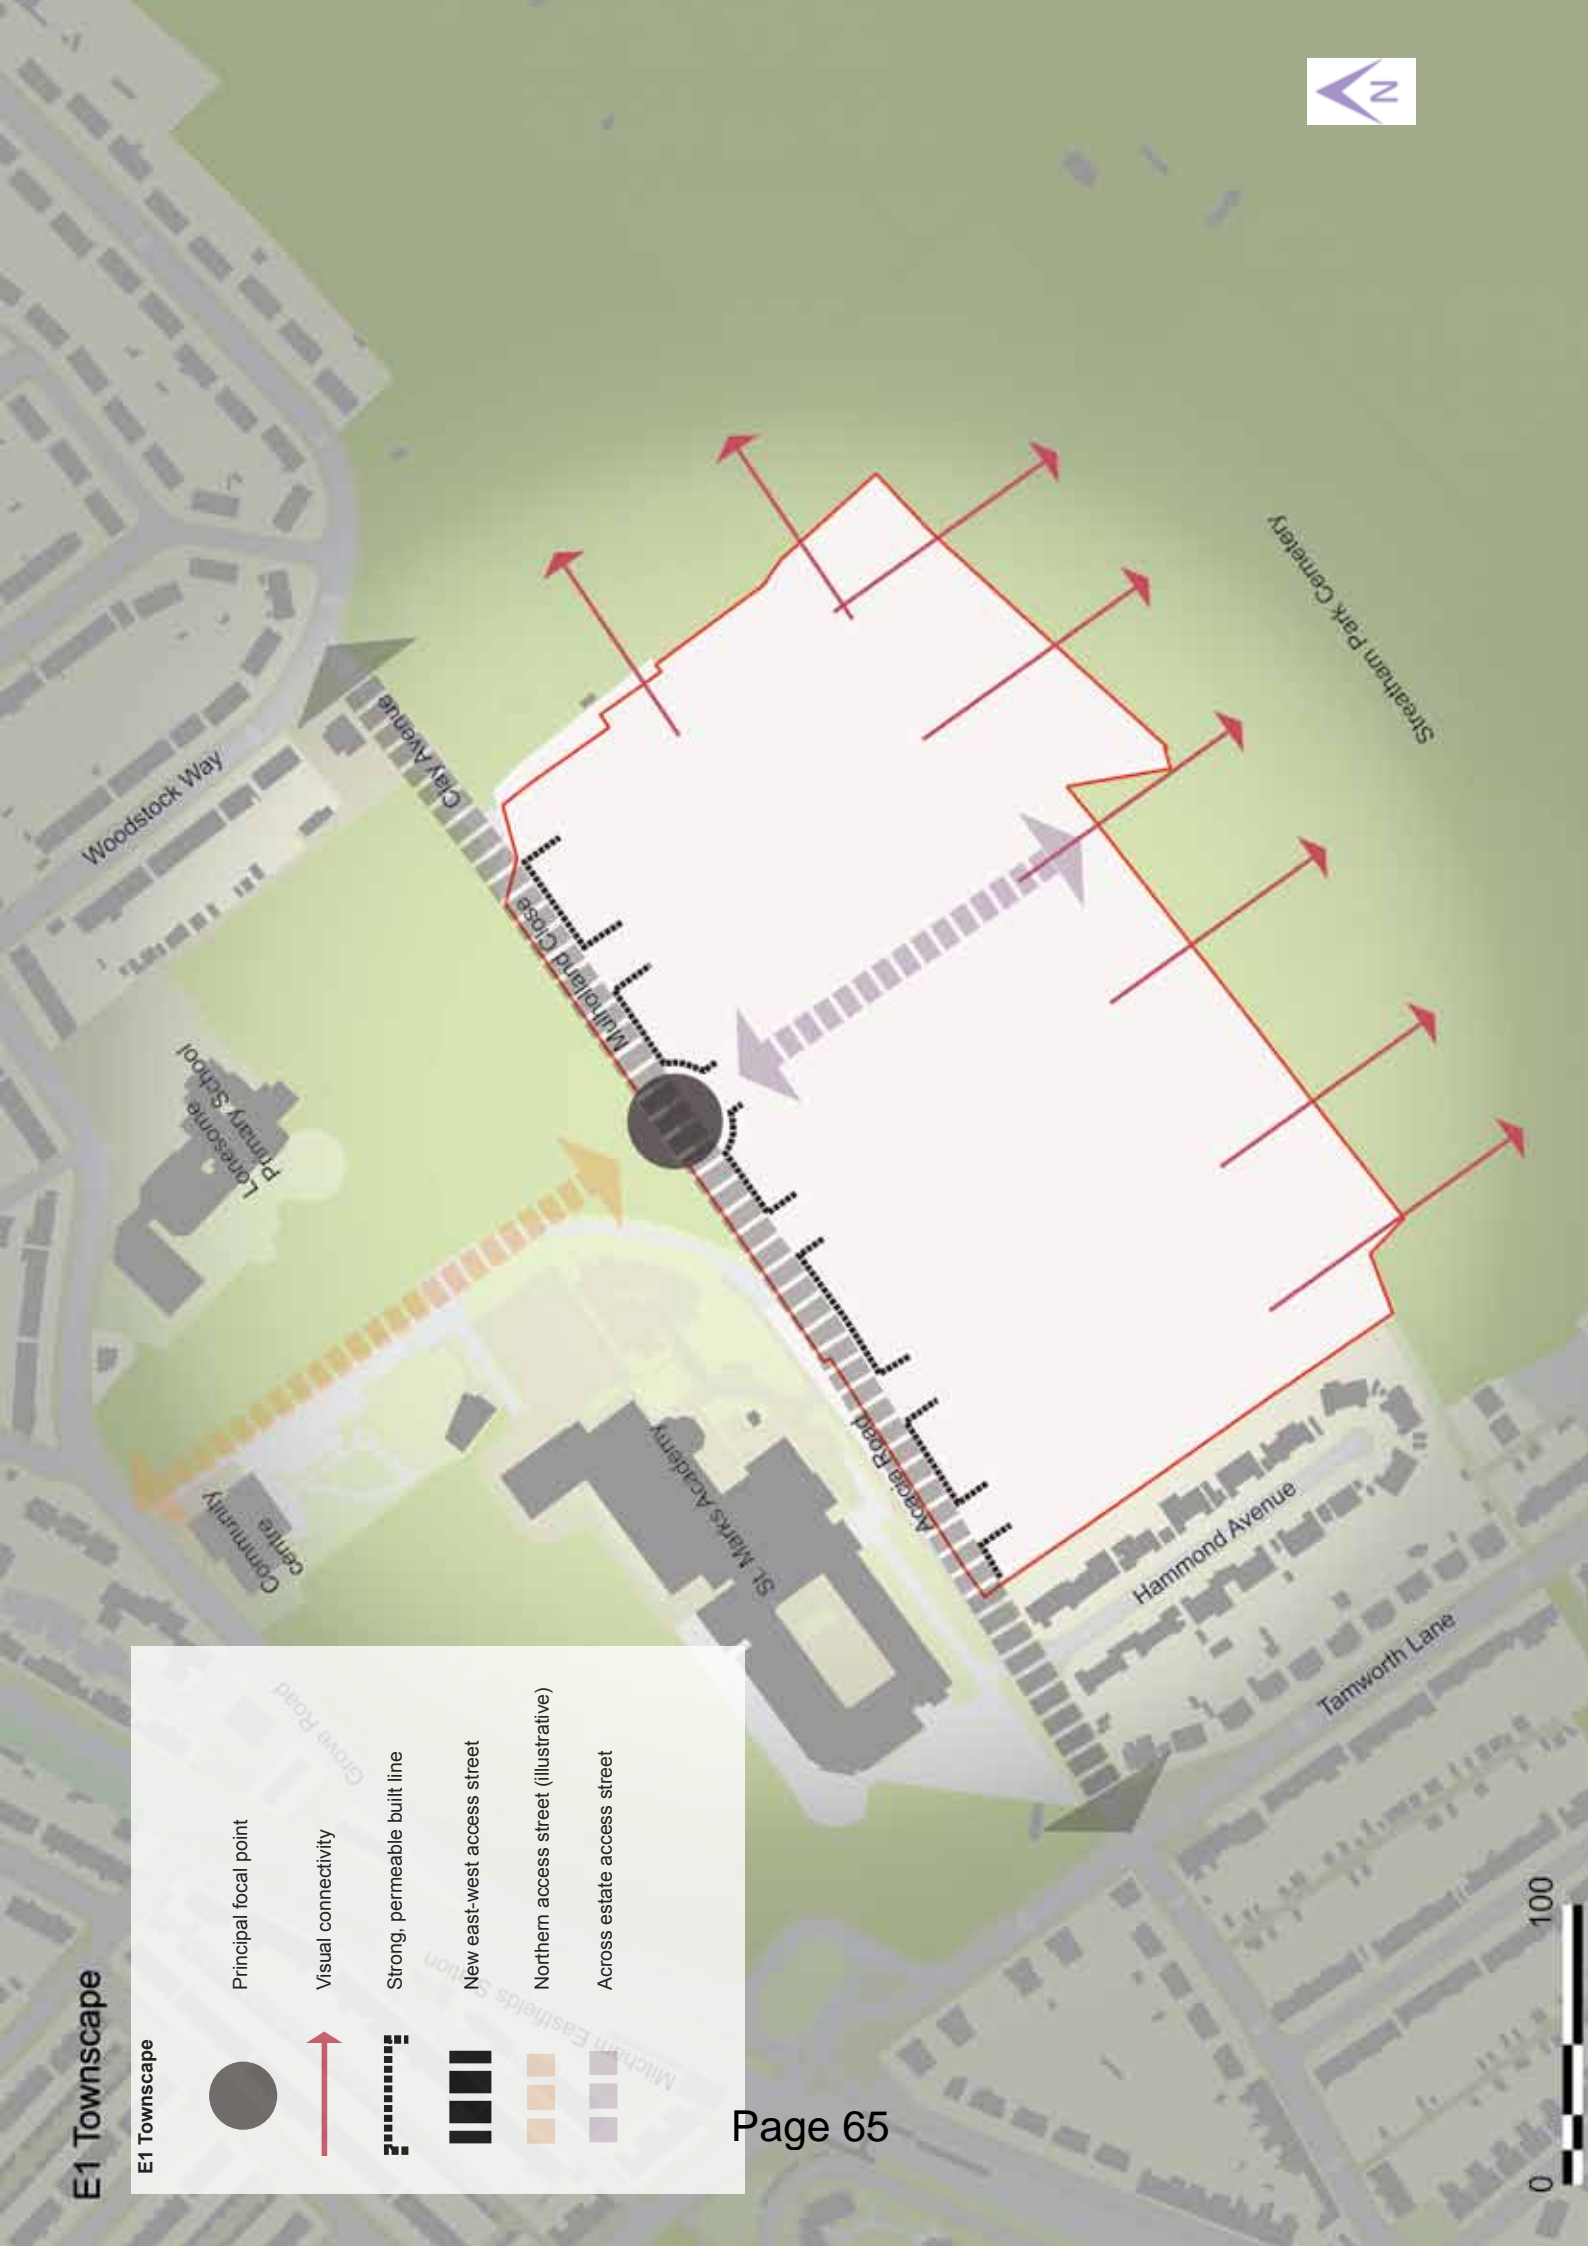 E1 Townscape
E1 Townscape
Principal focal point
Visual connectivity
Strong, permeable built line
New east-west access street
Northern access street (illustrative)
Across estate access street
Grove Road
Mitcham Eastfields Station
Community
centre
Lonesome
Primary School
Woodstock Way
Clay Avenue
Mulholland Close
St. Marks Academy
Acacia Road
Hammond Avenue
Tamworth Lane
Streatham Park Cemetery
N
0
100
Page 65